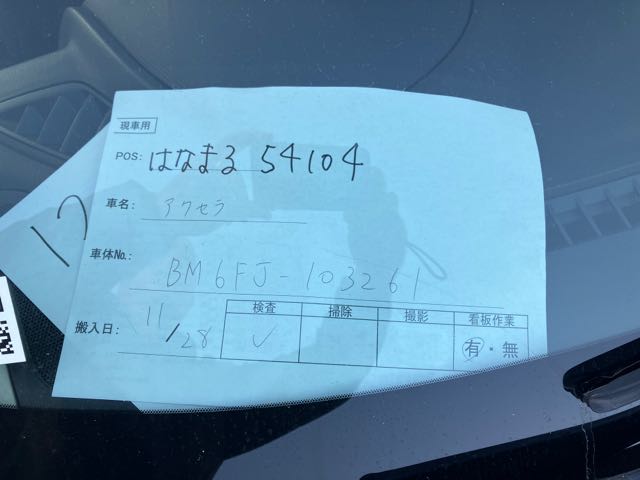 現車用
POS: はなまる 54104
車名: アクセラ
車体No.: BM6FJ-103261
搬入日: 11/28
検査 掃除 撮影 看板作業
✓ 有・無
17